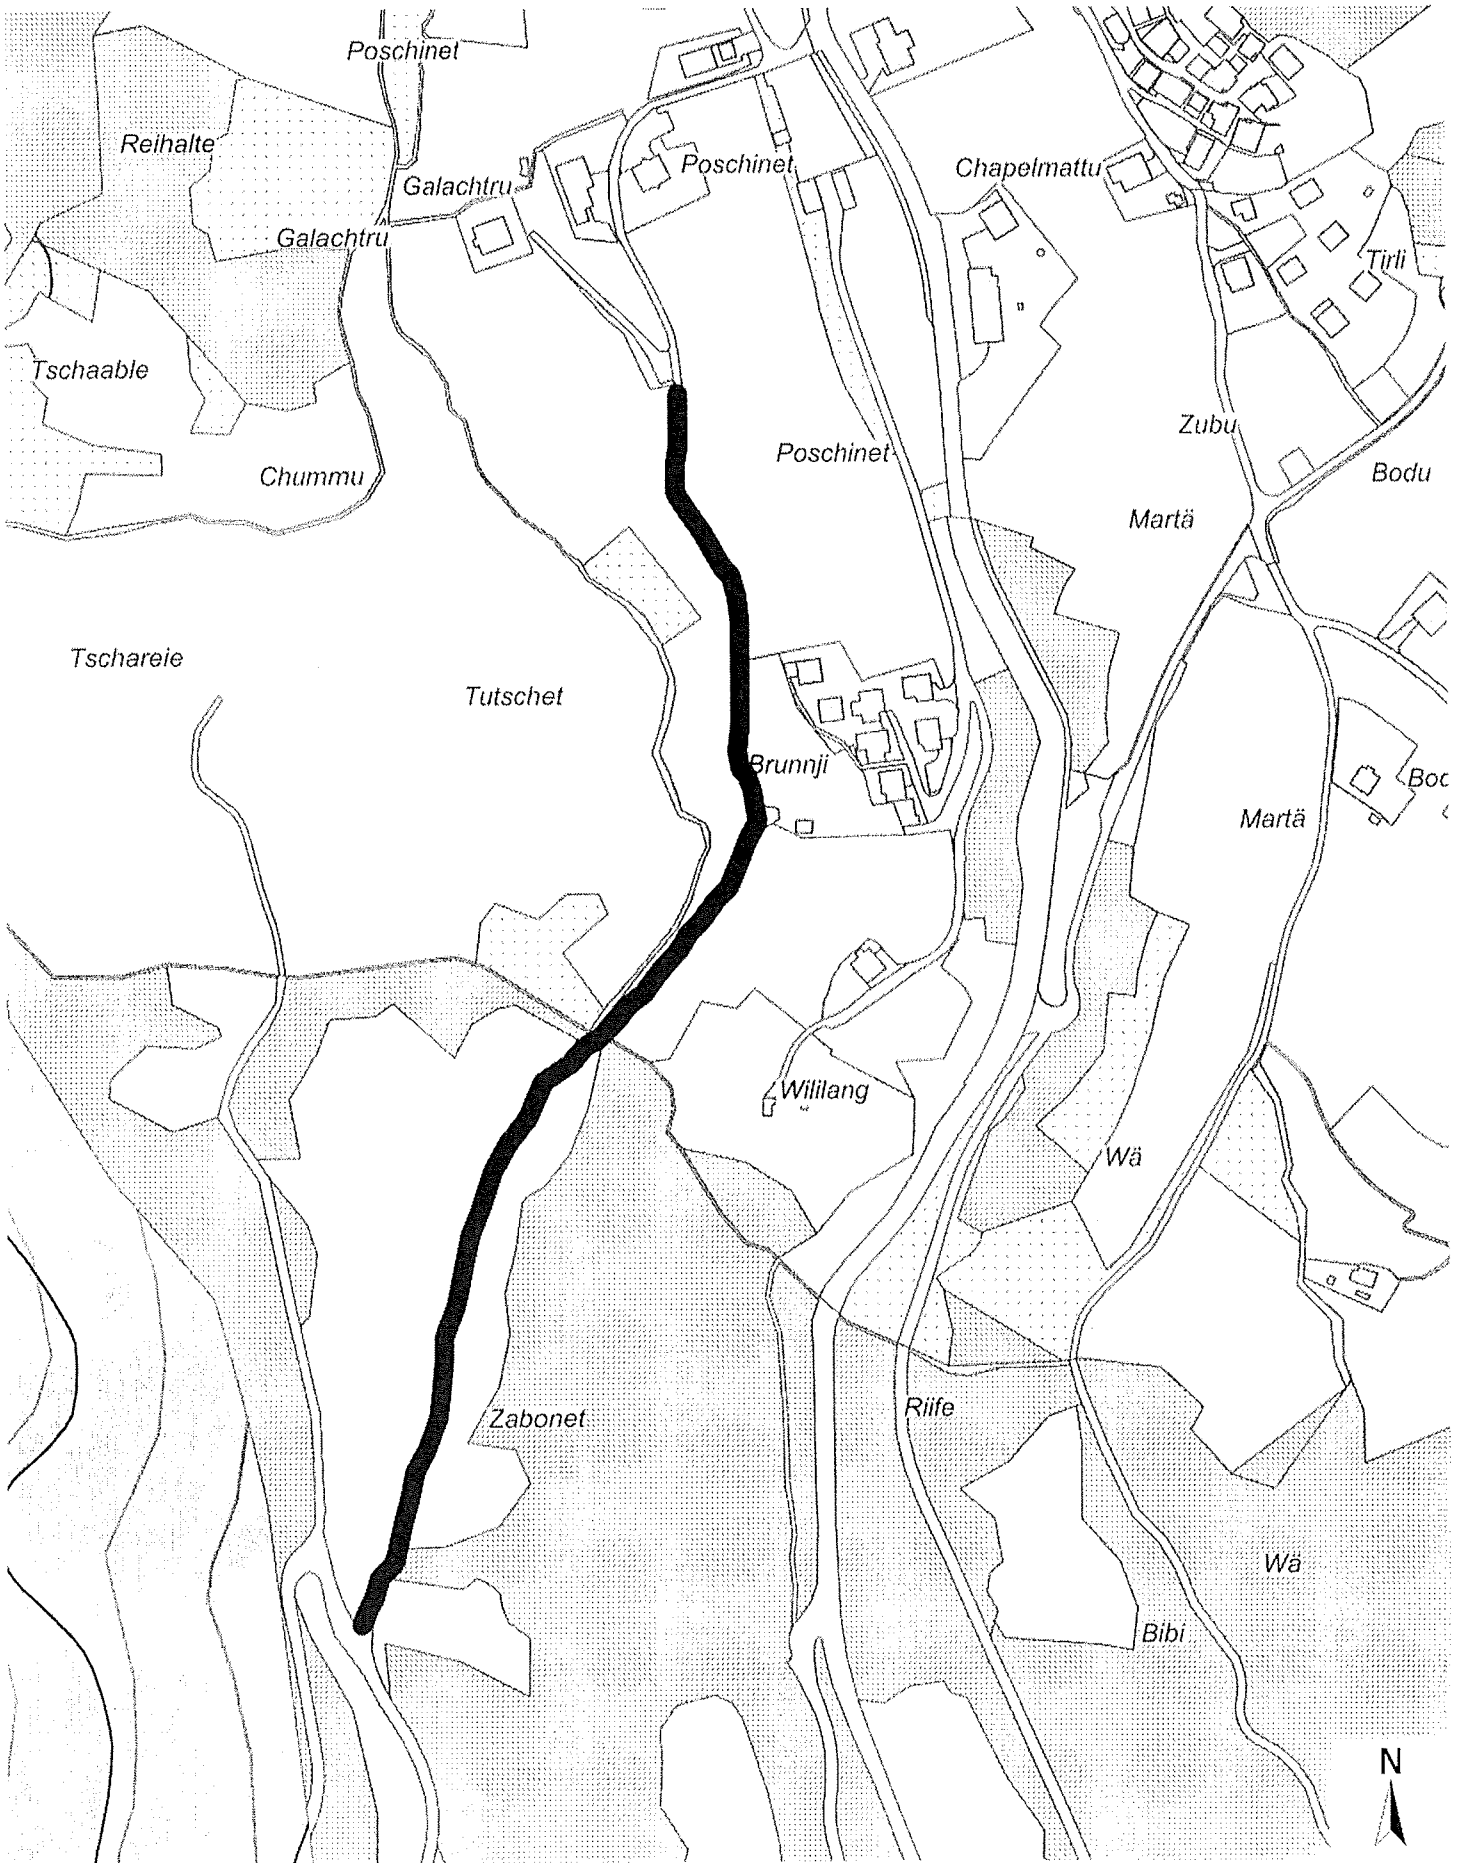 Poschinet
Reihalte
Poschinet
Chapelmattu
Galachtru
Galachtru
Tirli
Tschaable
Zubu
Poschinet
Bodu
Chummu
Martä
Tschareie
Tutschet
Brunnji
Bod
Martä
Wililang
Wä
Riife
Zabonet
Wä
Bibi
N